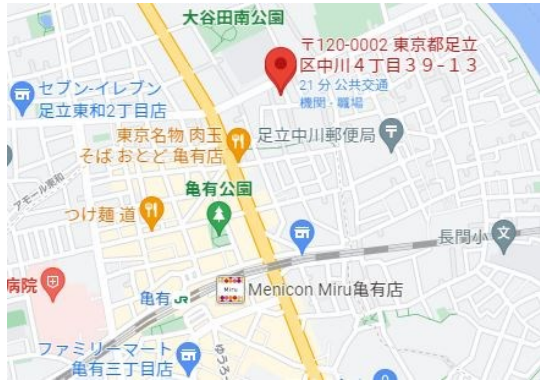 大谷田南公園
〒120-0002 東京都足立
区中川４丁目３９−１３
21 分 公共交通
機関・職場
セブン-イレブン
足立東和2丁目店
東京名物 肉玉
そば おとど 亀有店
足立中川郵便局
アモール東和
亀有公園
つけ麺 道
長門小
病院
Miru
Menicon Miru亀有店
亀有 JR
ファミリーマート
亀有三丁目店
ゆうろ